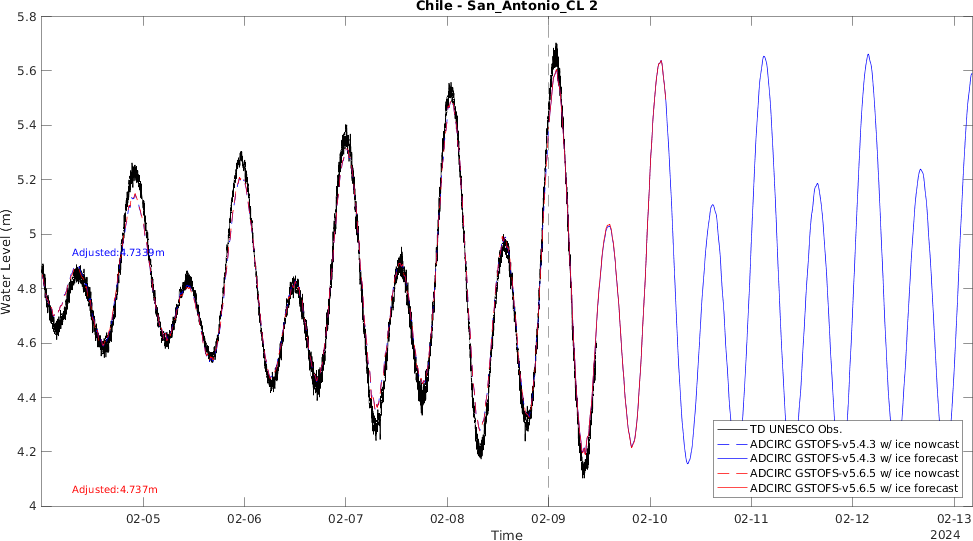 Chile - San_Antonio_CL 2
5.8
5.6
5.4
5.2
5
4.8
4.6
4.4
4.2
4
Water Level (m)
Adjusted:4.7339m
Adjusted:4.737m
TD UNESCO Obs.
ADCIRC GSTOFS-v5.4.3 w/ ice nowcast
ADCIRC GSTOFS-v5.4.3 w/ ice forecast
ADCIRC GSTOFS-v5.6.5 w/ ice nowcast
ADCIRC GSTOFS-v5.6.5 w/ ice forecast
02-05 02-06 02-07 02-08 02-09 02-10 02-11 02-12 02-13
2024
Time